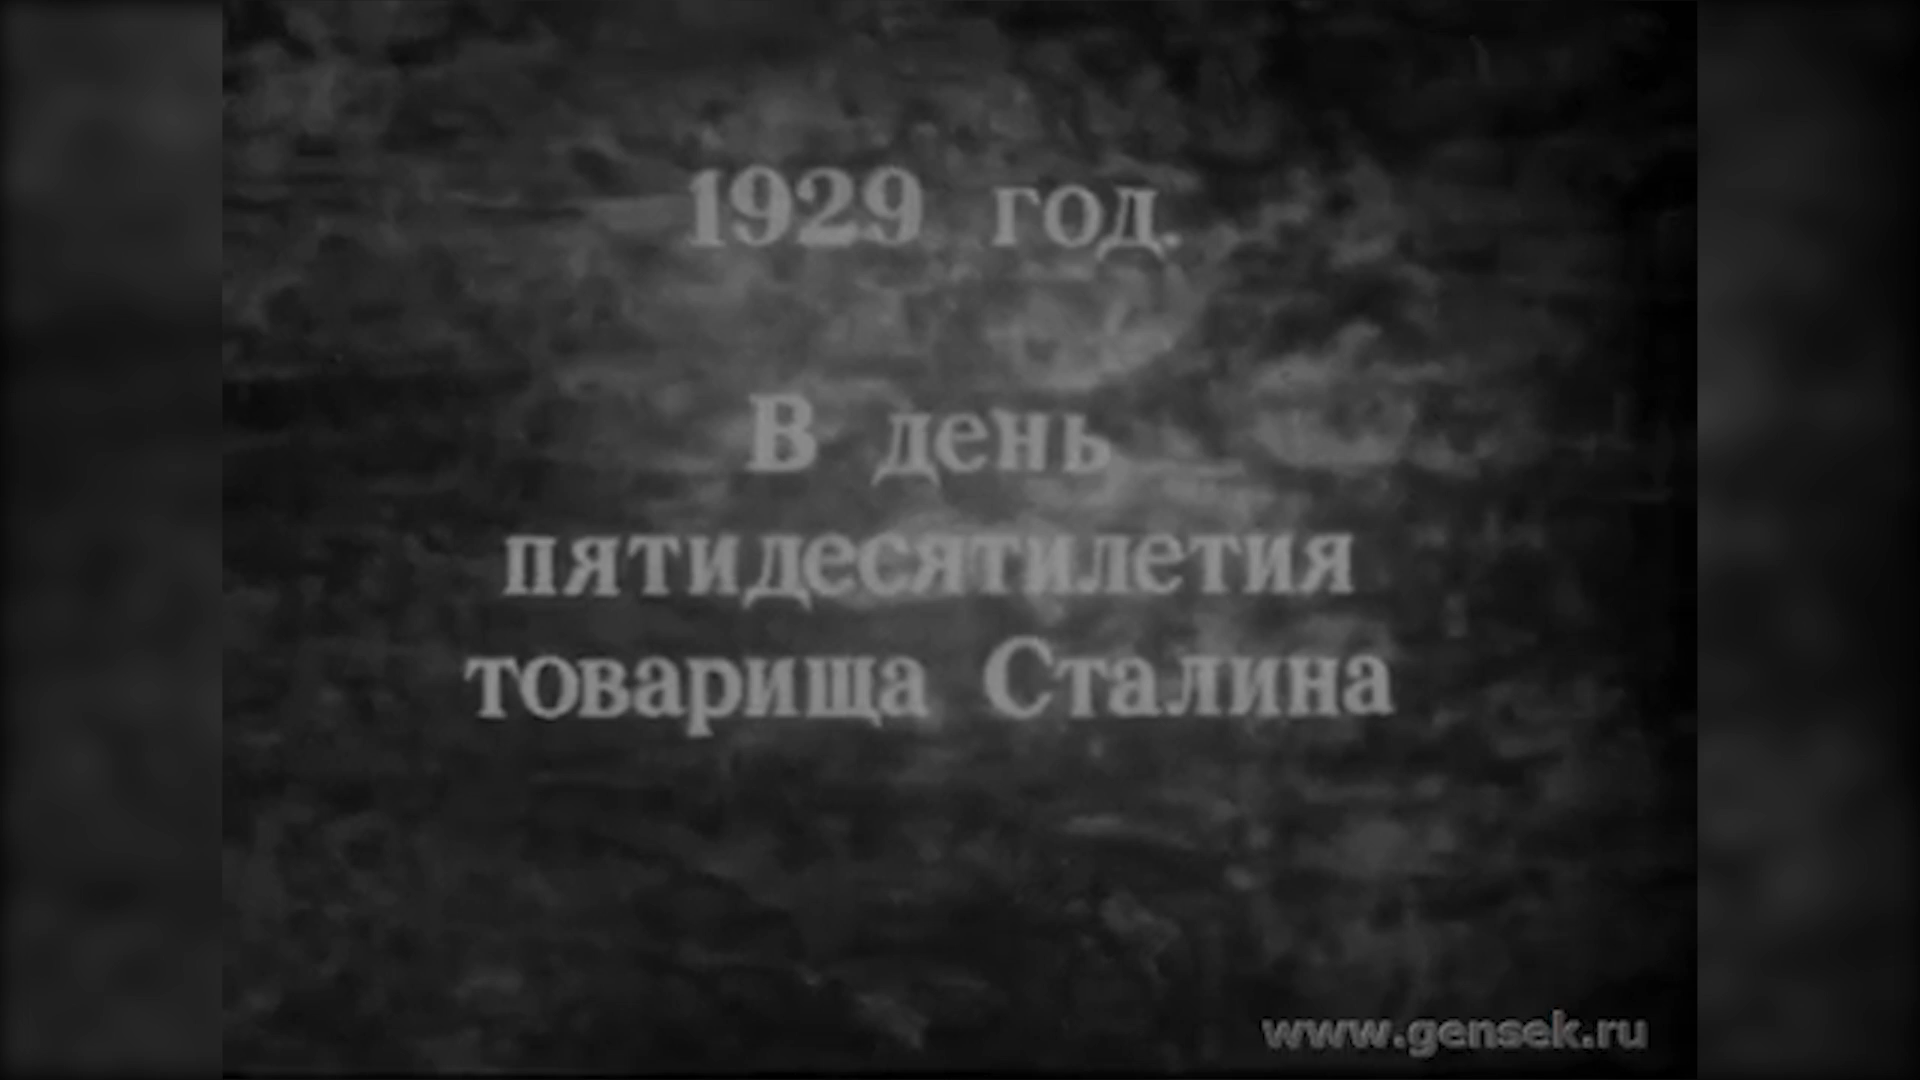 1929 год.
В день
пятидесятилетия
товарища Сталина
www.gensek.ru